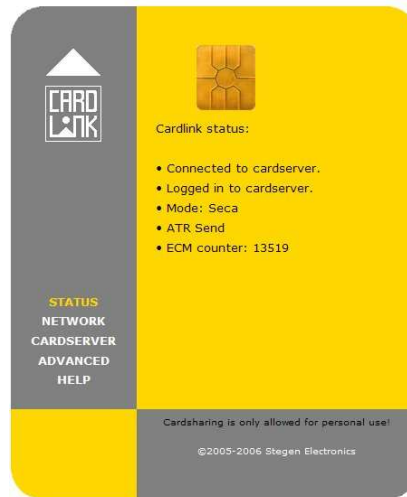 CARD
LINK
Cardlink status:
• Connected to cardserver.
• Logged in to cardserver.
• Mode: Seca
• ATR Send
• ECM counter: 13519
STATUS
NETWORK
CARDSERVER
ADVANCED
HELP
Cardsharing is only allowed for personal use!
©2005-2006 Stegen Electronics